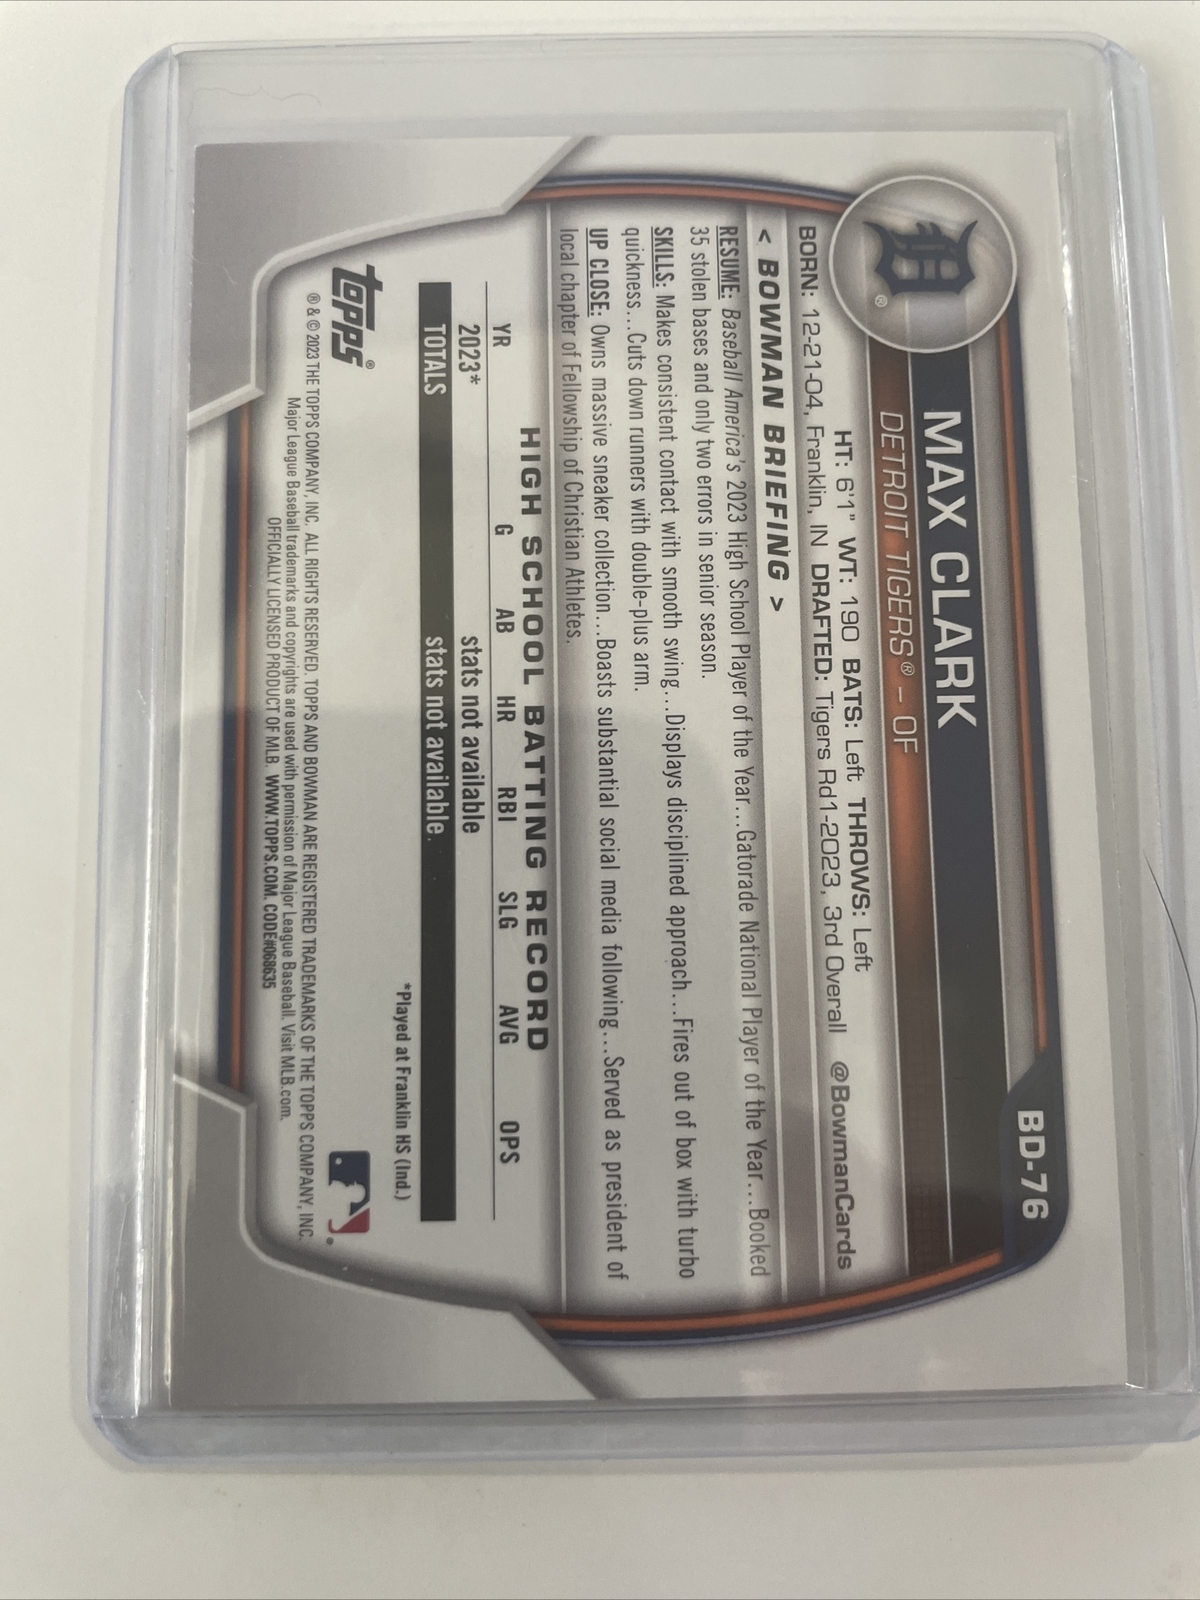 BD-76
MAX CLARK
DETROIT TIGERS® – OF
HT: 6'1" WT: 190 BATS: Left THROWS: Left
BORN: 12-21-04, Franklin, IN DRAFTED: Tigers Rd1-2023, 3rd Overall @BowmanCards
< BOWMAN BRIEFING >
RESUME: Baseball America's 2023 High School Player of the Year...Gatorade National Player of the Year...Booked
35 stolen bases and only two errors in senior season.
SKILLS: Makes consistent contact with smooth swing...Displays disciplined approach...Fires out of box with turbo
quickness...Cuts down runners with double-plus arm.
UP CLOSE: Owns massive sneaker collection...Boasts substantial social media following...Served as president of
local chapter of Fellowship of Christian Athletes.
HIGH SCHOOL BATTING RECORD
YR G AB HR RBI SLG AVG OPS
2023* stats not available
TOTALS stats not available
*Played at Franklin HS (Ind.)
topps®
® & © 2023 THE TOPPS COMPANY, INC. ALL RIGHTS RESERVED. TOPPS AND BOWMAN ARE REGISTERED TRADEMARKS OF THE TOPPS COMPANY, INC.
Major League Baseball trademarks and copyrights are used with permission of Major League Baseball. Visit MLB.com.
OFFICIALLY LICENSED PRODUCT OF MLB. WWW.TOPPS.COM. CODE#068635